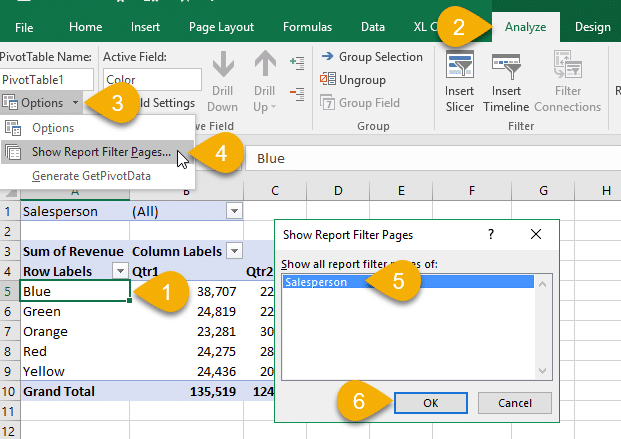 File Home Insert Page Layout Formulas Data XL C 2 Analyze Design
PivotTable Name: Active Field:
PivotTable1 Color
Options 3 ld Settings
Drill Down
Drill Up
Group Selection
Ungroup
Group Field
Group
Insert Slicer
Insert Timeline
Filter Connections
Filter
Options
Show Report Filter Pages... 4
Generate GetPivotData
ve Field
Blue
A B C D E F G H
1 Salesperson (All)
2
3 Sum of Revenue Column Labels
4 Row Labels Qtr1 Qtr2
5 Blue 1 38,707 22
6 Green 24,819 22
7 Orange 23,281 30
8 Red 24,275 28
9 Yellow 24,436 20
10 Grand Total 135,519 124
11
12
Show Report Filter Pages ? ×
Show all report filter pages of:
Salesperson 5
6 OK Cancel